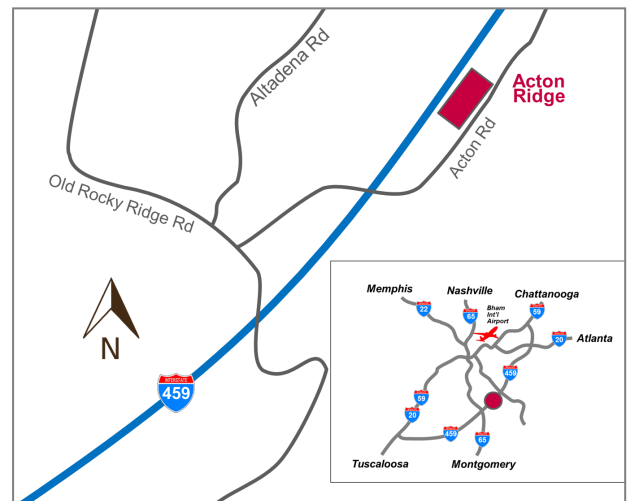 Altadena Rd
Acton
Ridge
Acton Rd
Old Rocky Ridge Rd
N
INTERSTATE
459
Memphis
Nashville
Chattanooga
Bham
Int'l
Airport
22
65
59
20
Atlanta
459
59
20
459
65
Tuscaloosa
Montgomery